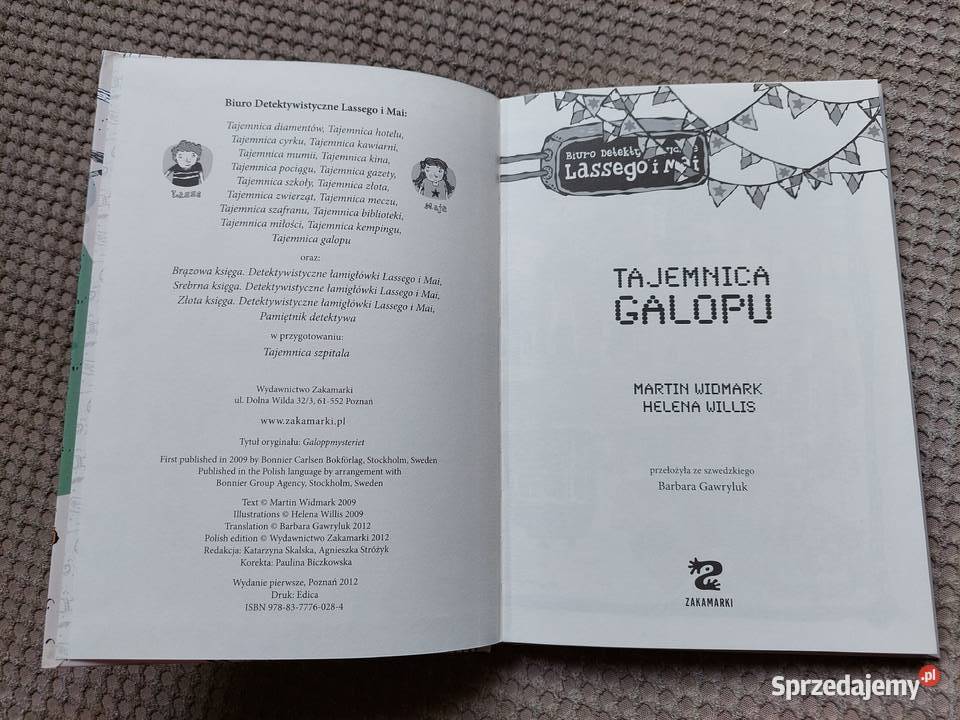 Biuro Detektywistyczne Lassego i Mai:
Tajemnica diamentów, Tajemnica hotelu,
Tajemnica cyrku, Tajemnica kawiarni,
Tajemnica mumii, Tajemnica kina,
Tajemnica pociągu, Tajemnica gazety,
Tajemnica szkoły, Tajemnica złota,
Tajemnica zwierząt, Tajemnica meczu,
Tajemnica szafranu, Tajemnica biblioteki,
Tajemnica miłości, Tajemnica kempingu,
Tajemnica galopu
Lasse
Maja
oraz:
Brązowa księga. Detektywistyczne łamigłówki Lassego i Mai,
Srebrna księga. Detektywistyczne łamigłówki Lassego i Mai,
Złota księga. Detektywistyczne łamigłówki Lassego i Mai,
Pamiętnik detektywa
w przygotowaniu:
Tajemnica szpitala
Wydawnictwo Zakamarki
ul. Dolna Wilda 32/3, 61-552 Poznań
www.zakamarki.pl
Tytuł oryginału: Galoppmysteriet
First published in 2009 by Bonnier Carlsen Bokförlag, Stockholm, Sweden
Published in the Polish language by arrangement with
Bonnier Group Agency, Stockholm, Sweden
Text © Martin Widmark 2009
Illustrations © Helena Willis 2009
Translation © Barbara Gawryluk 2012
Polish edition © Wydawnictwo Zakamarki 2012
Redakcja: Katarzyna Skalska, Agnieszka Stróżyk
Korekta: Paulina Biczkowska
Wydanie pierwsze, Poznań 2012
Druk: Edica
ISBN 978-83-7776-028-4
Biuro
Lassego i Mai
TAJEMNICA
GALOPU
MARTIN WIDMARK
HELENA WILLIS
przełożyła ze szwedzkiego
Barbara Gawryluk
ZAKAMARKI
Sprzedajemy.pl